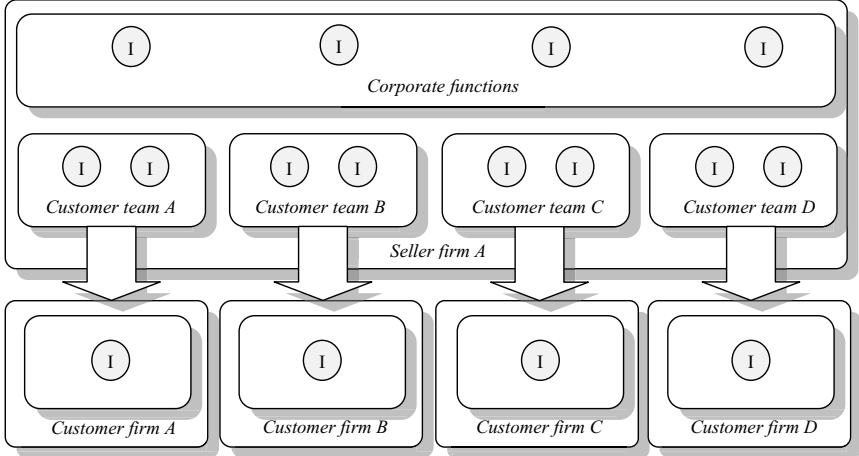 I I I I
Corporate functions
I I I I I I I I
Customer team A Customer team B Customer team C Customer team D
Seller firm A
I I I I
Customer firm A Customer firm B Customer firm C Customer firm D